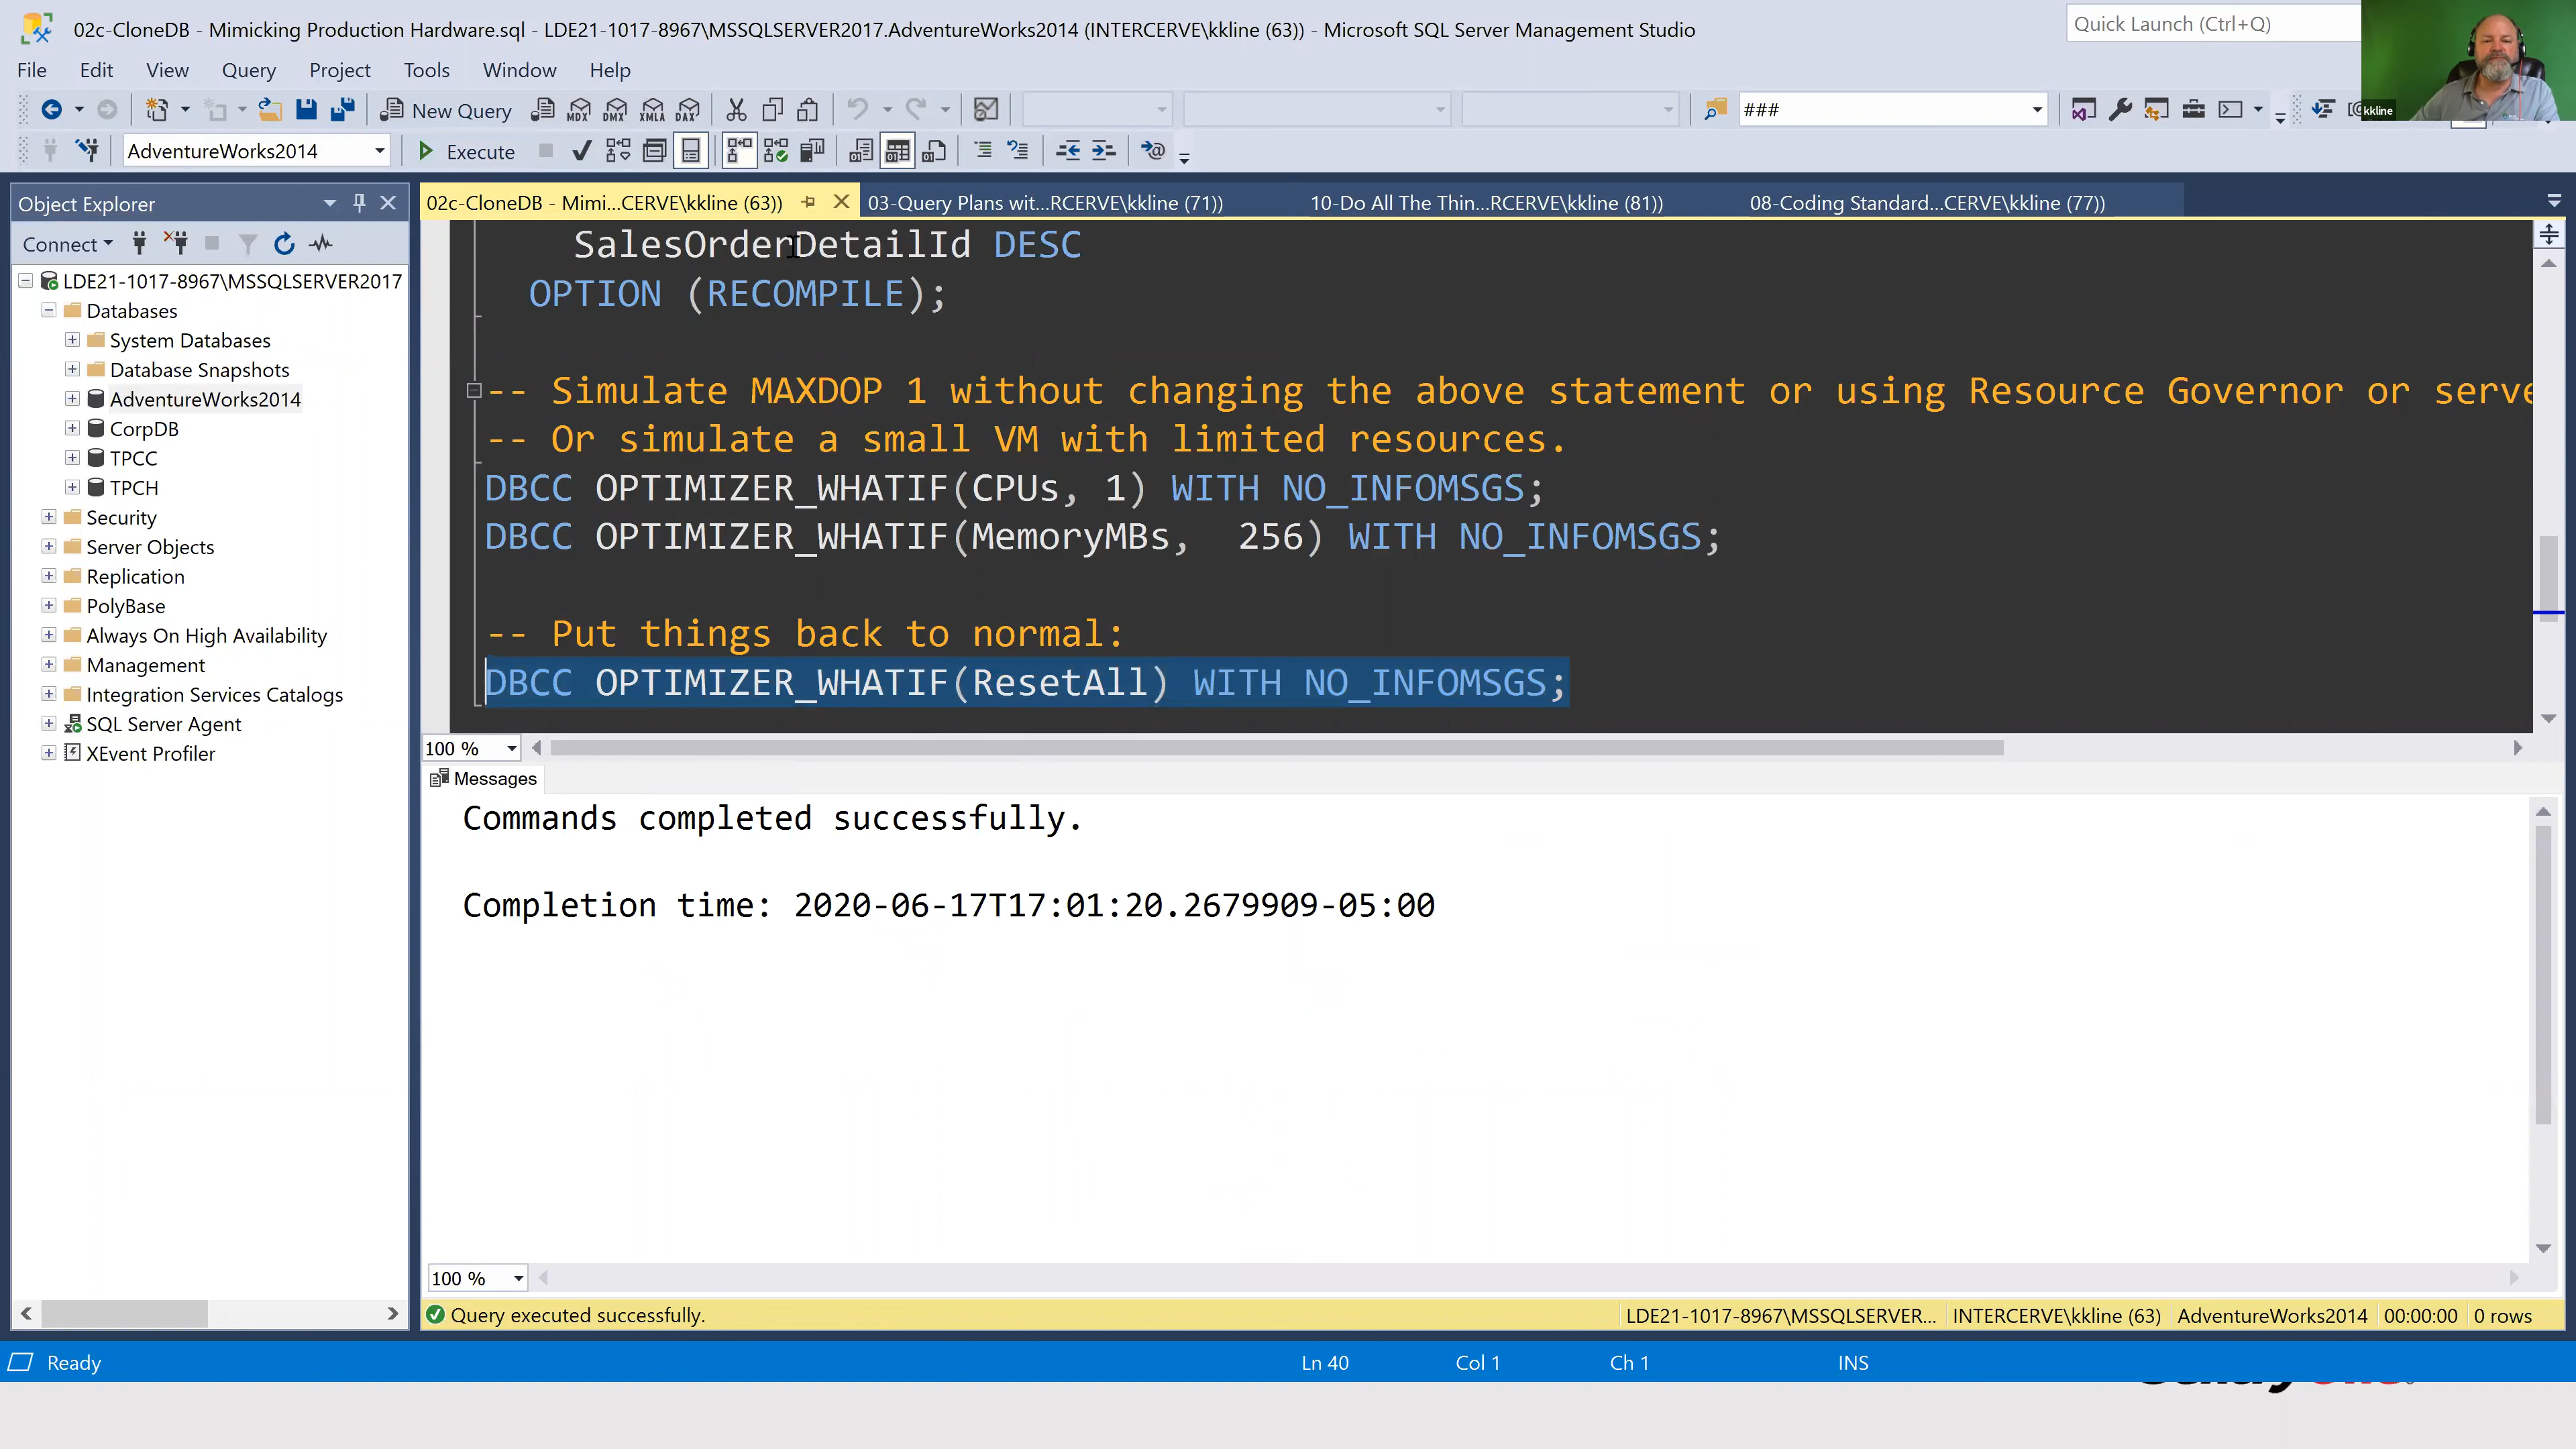 02c-CloneDB - Mimicking Production Hardware.sql - LDE21-1017-8967\MSSQLSERVER2017.AdventureWorks2014 (INTERCERVE\kkline (63)) - Microsoft SQL Server Management Studio
Quick Launch (Ctrl+Q)
File Edit View Query Project Tools Window Help
New Query
MDX DMX XMLA DAX
###
kkline
AdventureWorks2014
Execute
Object Explorer
02c-CloneDB - Mimi...CERVE\kkline (63))
03-Query Plans wit...RCERVE\kkline (71))
10-Do All The Thin...RCERVE\kkline (81))
08-Coding Standard...CERVE\kkline (77))
Connect
LDE21-1017-8967\MSSQLSERVER2017
Databases
System Databases
Database Snapshots
AdventureWorks2014
CorpDB
TPCC
TPCH
Security
Server Objects
Replication
PolyBase
Always On High Availability
Management
Integration Services Catalogs
SQL Server Agent
XEvent Profiler
SalesOrderDetailId DESC
OPTION (RECOMPILE);
-- Simulate MAXDOP 1 without changing the above statement or using Resource Governor or serve
-- Or simulate a small VM with limited resources.
DBCC OPTIMIZER_WHATIF(CPUs, 1) WITH NO_INFOMSGS;
DBCC OPTIMIZER_WHATIF(MemoryMBs,  256) WITH NO_INFOMSGS;
-- Put things back to normal:
DBCC OPTIMIZER_WHATIF(ResetAll) WITH NO_INFOMSGS;
100 %
Messages
Commands completed successfully.
Completion time: 2020-06-17T17:01:20.2679909-05:00
100 %
Query executed successfully.
LDE21-1017-8967\MSSQLSERVER... INTERCERVE\kkline (63) AdventureWorks2014 00:00:00 0 rows
Ready
Ln 40 Col 1 Ch 1 INS